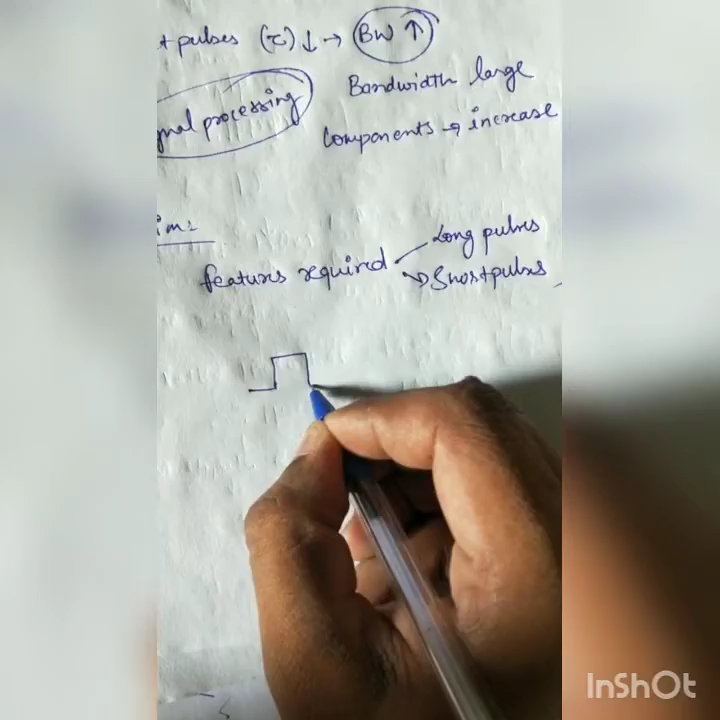 t pulses (τ) ↓ → BW ↑
Bandwidth large
gnal processing
Components → increase
im:
features required
Long pulses
Short pulses
InShOt